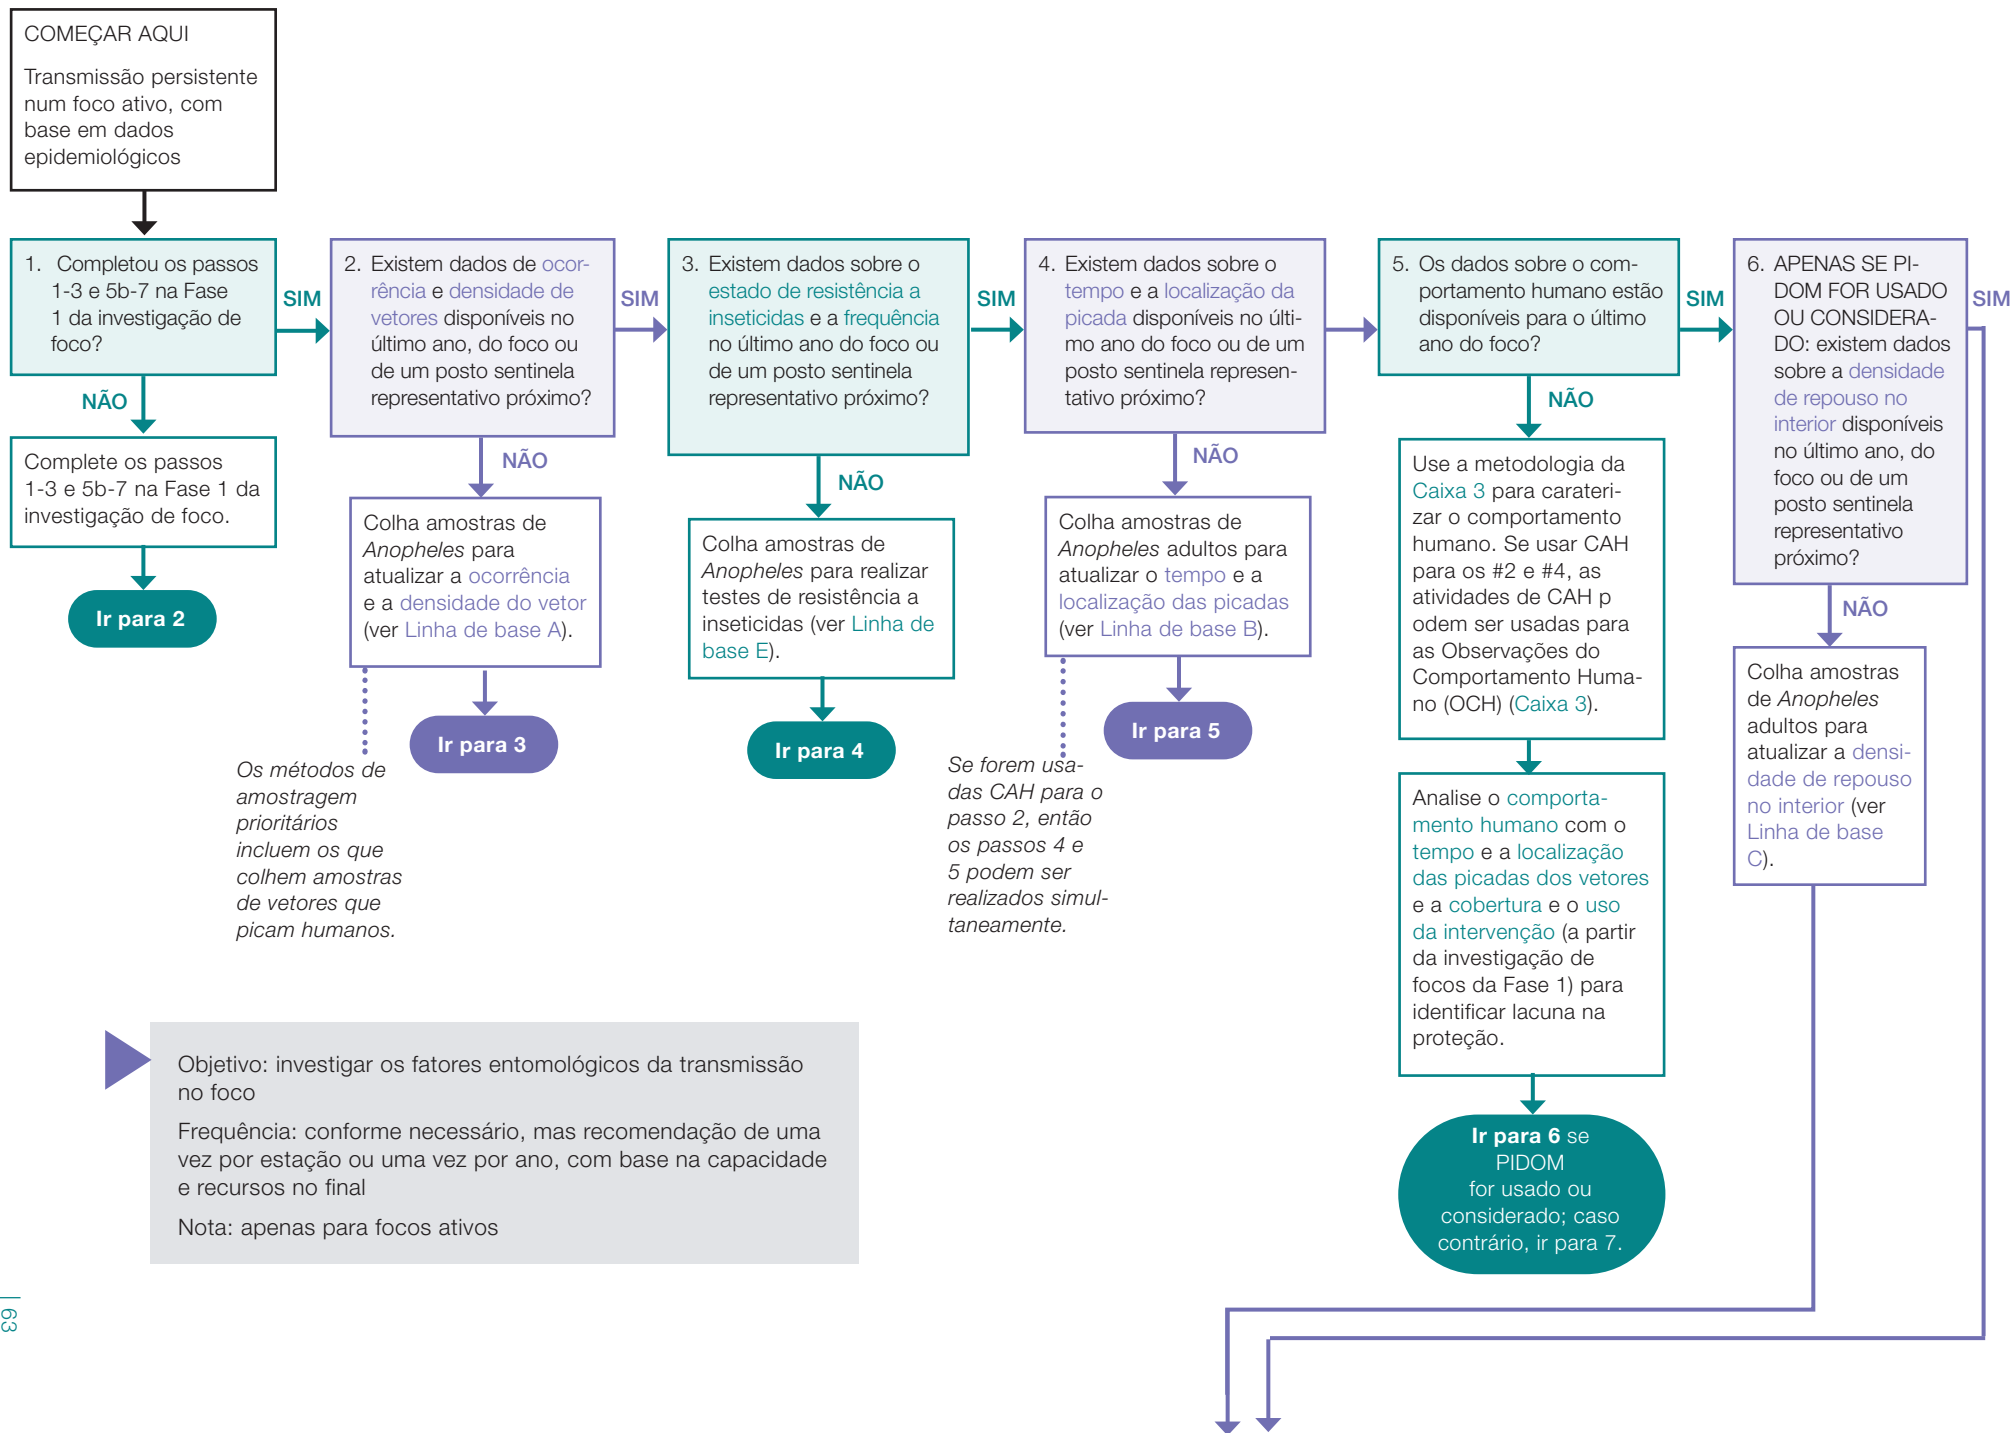 COMEÇAR AQUI
Transmissão persistente
num foco ativo, com
base em dados
epidemiológicos
1. Completou os passos
1-3 e 5b-7 na Fase
1 da investigação de
foco?
SIM
NÃO
Complete os passos
1-3 e 5b-7 na Fase 1 da
investigação de foco.
Ir para 2
2. Existem dados de ocor-
rência e densidade de
vetores disponíveis no
último ano, do foco ou
de um posto sentinela
representativo próximo?
SIM
NÃO
Colha amostras de
Anopheles para
atualizar a ocorrência
e a densidade do vetor
(ver Linha de base A).
Ir para 3
Os métodos de
amostragem
prioritários
incluem os que
colhem amostras
de vetores que
picam humanos.
3. Existem dados sobre o
estado de resistência a
inseticidas e a frequência
no último ano do foco ou
de um posto sentinela
representativo próximo?
SIM
NÃO
Colha amostras de
Anopheles para realizar
testes de resistência a
inseticidas (ver Linha de
base E).
Ir para 4
4. Existem dados sobre o
tempo e a localização da
picada disponíveis no últi-
mo ano do foco ou de um
posto sentinela represen-
tativo próximo?
NÃO
Colha amostras de
Anopheles adultos para
atualizar o tempo e a
localização das picadas
(ver Linha de base B).
Ir para 5
Se forem usa-
das CAH para o
passo 2, então
os passos 4 e
5 podem ser
realizados simul-
taneamente.
5. Os dados sobre o com-
portamento humano estão
disponíveis para o último
ano do foco?
SIM
NÃO
Use a metodologia da
Caixa 3 para carateri-
zar o comportamento
humano. Se usar CAH
para os #2 e #4, as
atividades de CAH p
odem ser usadas para
as Observações do
Comportamento Huma-
no (OCH) (Caixa 3).
Analise o comporta-
mento humano com o
tempo e a localização
das picadas dos vetores
e a cobertura e o uso
da intervenção (a partir
da investigação de
focos da Fase 1) para
identificar lacuna na
proteção.
Ir para 6 se
PIDOM
for usado ou
considerado; caso
contrário, ir para 7.
6. APENAS SE PI-
DOM FOR USADO
OU CONSIDERA-
DO: existem dados
sobre a densidade
de repouso no
interior disponíveis
no último ano, do
foco ou de um
posto sentinela
representativo
próximo?
SIM
NÃO
Colha amostras
de Anopheles
adultos para
atualizar a densi-
dade de repouso
no interior (ver
Linha de base
C).
Objetivo: investigar os fatores entomológicos da transmissão
no foco
Frequência: conforme necessário, mas recomendação de uma
vez por estação ou uma vez por ano, com base na capacidade
e recursos no final
Nota: apenas para focos ativos
| 63